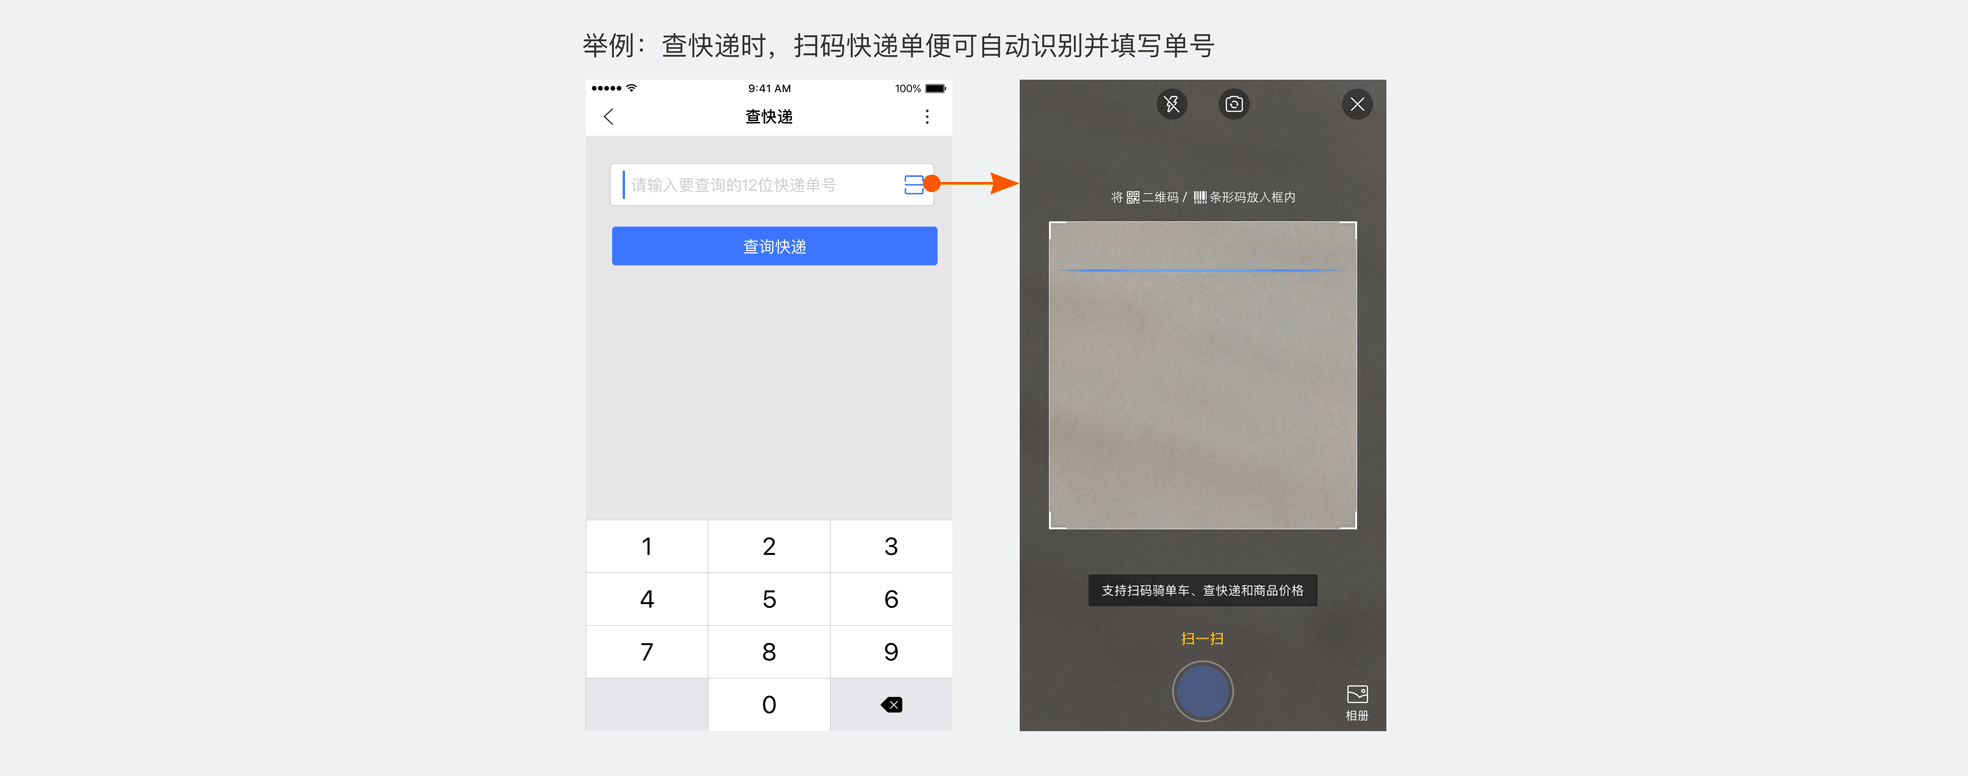 举例：查快递时，扫码快递单便可自动识别并填写单号
9:41 AM
100%
查快递
请输入要查询的12位快递单号
查询快递
1 2 3
4 5 6
7 8 9
0
将二维码 / 条形码放入框内
支持扫码骑单车、查快递和商品价格
扫一扫
相册